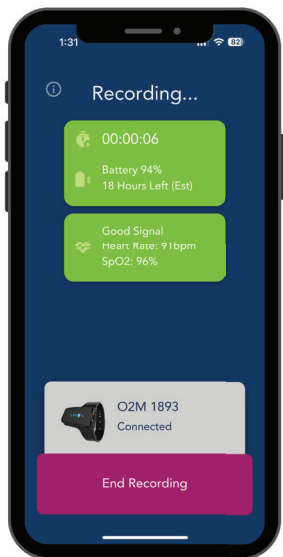 1:31
82
Recording...
00:00:06
Battery 94%
18 Hours Left (Est)
Good Signal
Heart Rate: 91bpm
SpO2: 96%
O2M 1893
Connected
End Recording